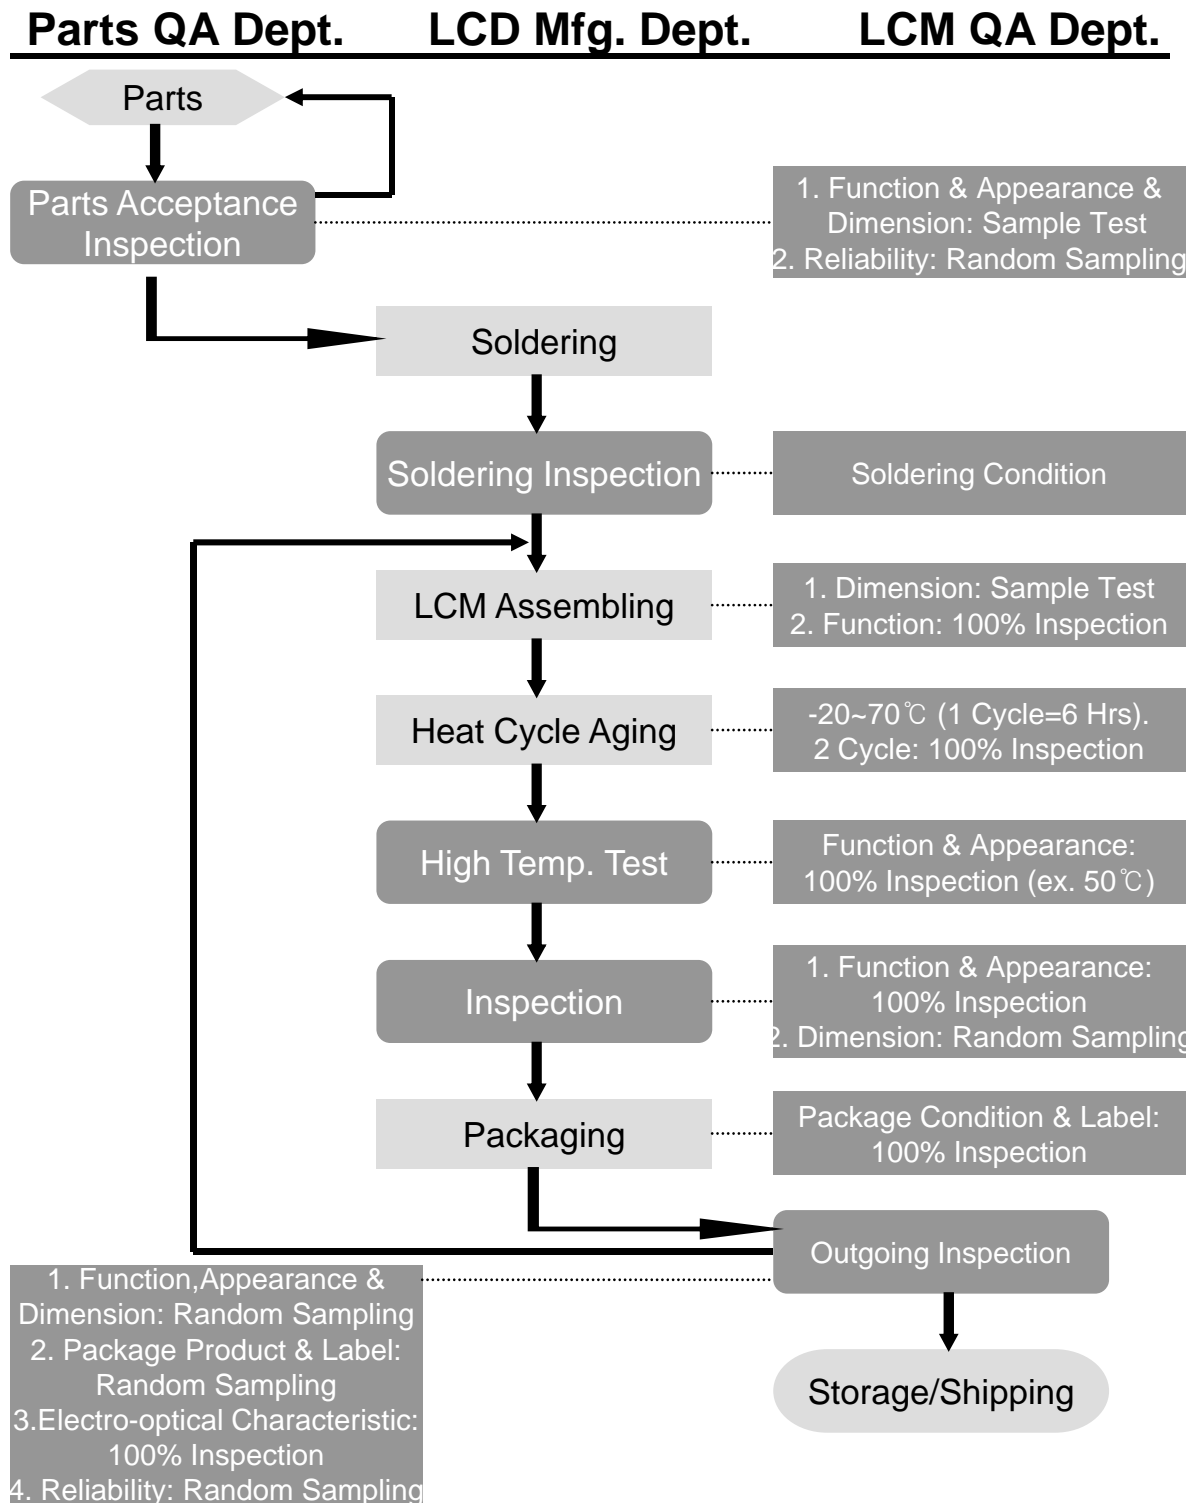 Parts QA Dept. LCD Mfg. Dept. LCM QA Dept.
Parts
Parts Acceptance
Inspection
1. Function & Appearance &
Dimension: Sample Test
2. Reliability: Random Sampling
Soldering
Soldering Inspection
Soldering Condition
LCM Assembling
1. Dimension: Sample Test
2. Function: 100% Inspection
Heat Cycle Aging
-20~70℃ (1 Cycle=6 Hrs).
2 Cycle: 100% Inspection
High Temp. Test
Function & Appearance:
100% Inspection (ex. 50℃)
Inspection
1. Function & Appearance:
100% Inspection
2. Dimension: Random Sampling
Packaging
Package Condition & Label:
100% Inspection
Outgoing Inspection
1. Function,Appearance &
Dimension: Random Sampling
2. Package Product & Label:
Random Sampling
3.Electro-optical Characteristic:
100% Inspection
4. Reliability: Random Sampling
Storage/Shipping